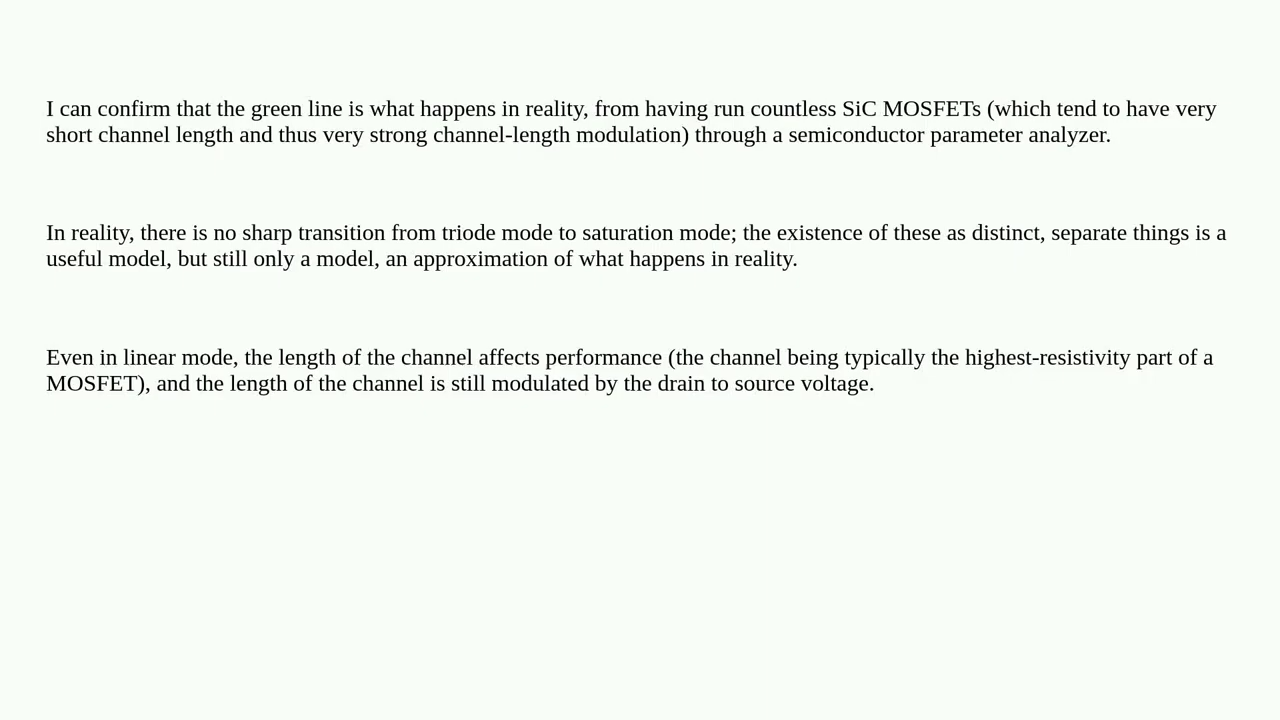 I can confirm that the green line is what happens in reality, from having run countless SiC MOSFETs (which tend to have very
short channel length and thus very strong channel-length modulation) through a semiconductor parameter analyzer.
In reality, there is no sharp transition from triode mode to saturation mode; the existence of these as distinct, separate things is a
useful model, but still only a model, an approximation of what happens in reality.
Even in linear mode, the length of the channel affects performance (the channel being typically the highest-resistivity part of a
MOSFET), and the length of the channel is still modulated by the drain to source voltage.